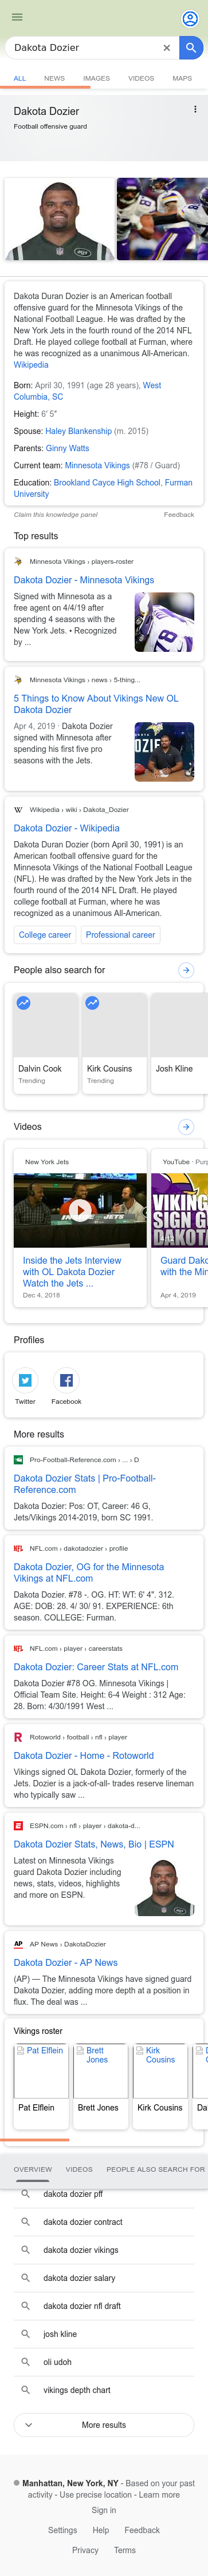 Dakota Dozier
ALL NEWS IMAGES VIDEOS MAPS
Dakota Dozier
Football offensive guard
Dakota Duran Dozier is an American football
offensive guard for the Minnesota Vikings of the
National Football League. He was drafted by the
New York Jets in the fourth round of the 2014 NFL
Draft. He played college football at Furman, where
he was recognized as a unanimous All-American.
Wikipedia
Born: April 30, 1991 (age 28 years), West
Columbia, SC
Height: 6′ 5″
Spouse: Haley Blankenship (m. 2015)
Parents: Ginny Watts
Current team: Minnesota Vikings (#78 / Guard)
Education: Brookland Cayce High School, Furman
University
Claim this knowledge panel Feedback
Top results
Minnesota Vikings › players-roster
Dakota Dozier - Minnesota Vikings
Signed with Minnesota as a
free agent on 4/4/19 after
spending 4 seasons with the
New York Jets. • Recognized
by ...
Minnesota Vikings › news › 5-thing...
5 Things to Know About Vikings New OL
Dakota Dozier
Apr 4, 2019 · Dakota Dozier
signed with Minnesota after
spending his first five pro
seasons with the Jets.
Wikipedia › wiki › Dakota_Dozier
Dakota Dozier - Wikipedia
Dakota Duran Dozier (born April 30, 1991) is an
American football offensive guard for the
Minnesota Vikings of the National Football League
(NFL). He was drafted by the New York Jets in the
fourth round of the 2014 NFL Draft. He played
college football at Furman, where he was
recognized as a unanimous All-American.
College career Professional career
People also search for
Dalvin Cook Kirk Cousins Josh Kline
Trending Trending
Videos
New York Jets YouTube · Purp
VIKING
SIGN G
DAKOTA
Inside the Jets Interview
with OL Dakota Dozier
Watch the Jets ...
Dec 4, 2018
Guard Dako
with the Min
Apr 4, 2019
Profiles
Twitter Facebook
More results
Pro-Football-Reference.com › ... › D
Dakota Dozier Stats | Pro-Football-
Reference.com
Dakota Dozier: Pos: OT, Career: 46 G,
Jets/Vikings 2014-2019, born SC 1991.
NFL.com › dakotadozier › profile
Dakota Dozier, OG for the Minnesota
Vikings at NFL.com
Dakota Dozier. #78 -. OG. HT: WT: 6' 4". 312.
AGE: DOB: 28. 4/ 30/ 91. EXPERIENCE: 6th
season. COLLEGE: Furman.
NFL.com › player › careerstats
Dakota Dozier: Career Stats at NFL.com
Dakota Dozier #78 OG. Minnesota Vikings |
Official Team Site. Height: 6-4 Weight : 312 Age:
28. Born: 4/30/1991 West ...
Rotoworld › football › nfl › player
Dakota Dozier - Home - Rotoworld
Vikings signed OL Dakota Dozier, formerly of the
Jets. Dozier is a jack-of-all- trades reserve lineman
who typically saw ...
ESPN.com › nfl › player › dakota-d...
Dakota Dozier Stats, News, Bio | ESPN
Latest on Minnesota Vikings
guard Dakota Dozier including
news, stats, videos, highlights
and more on ESPN.
AP News › DakotaDozier
Dakota Dozier - AP News
(AP) — The Minnesota Vikings have signed guard
Dakota Dozier, adding more depth at a position in
flux. The deal was ...
Vikings roster
Pat Elflein Brett Jones Kirk Cousins
Pat Elflein Brett Jones Kirk Cousins Da
OVERVIEW VIDEOS PEOPLE ALSO SEARCH FOR
dakota dozier pff
dakota dozier contract
dakota dozier vikings
dakota dozier salary
dakota dozier nfl draft
josh kline
oli udoh
vikings depth chart
More results
Manhattan, New York, NY - Based on your past
activity - Use precise location - Learn more
Sign in
Settings Help Feedback
Privacy Terms